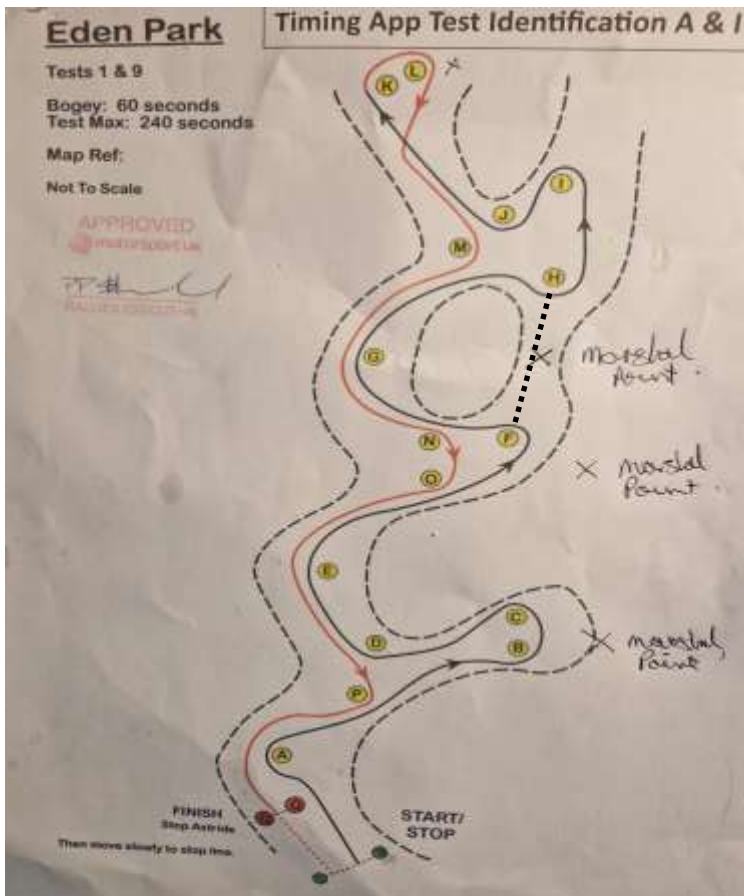 Eden Park
Timing App Test Identification A & I
Tests 1 & 9
Bogey: 60 seconds
Test Max: 240 seconds
Map Ref:
Not To Scale
APPROVED
motorsport uk
L
K
I
J
M
H
G
Marshal
Point.
F
N
O
Marshal
Point.
E
C
D
B
Marshal
Point
P
A
FINISH
Stop Astride
START/
STOP
Then move slowly to stop line.